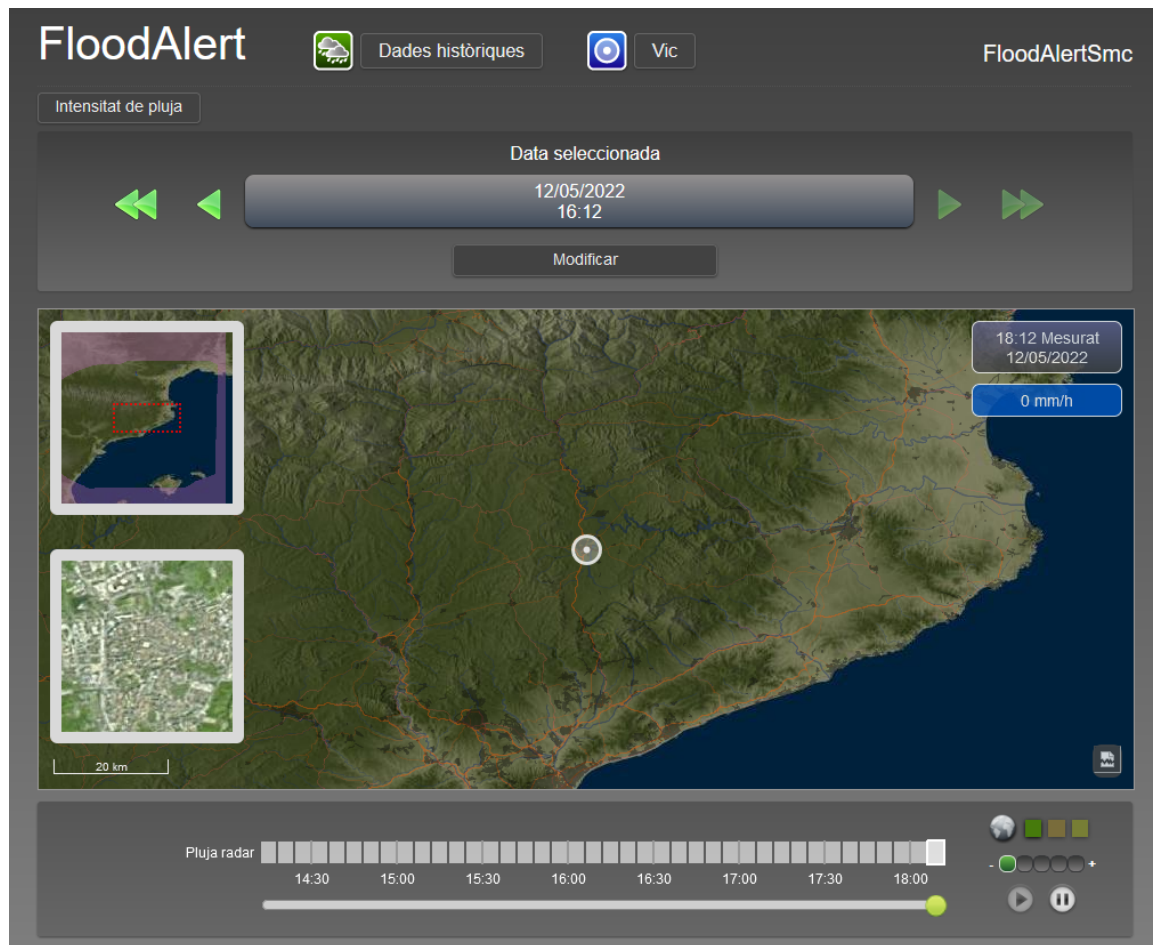 FloodAlert
Dades històriques
Vic
FloodAlertSmc
Intensitat de pluja
Data seleccionada
12/05/2022
16:12
Modificar
18:12 Mesurat
12/05/2022
0 mm/h
20 km
Pluja radar
14:30 15:00 15:30 16:00 16:30 17:00 17:30 18:00
- +